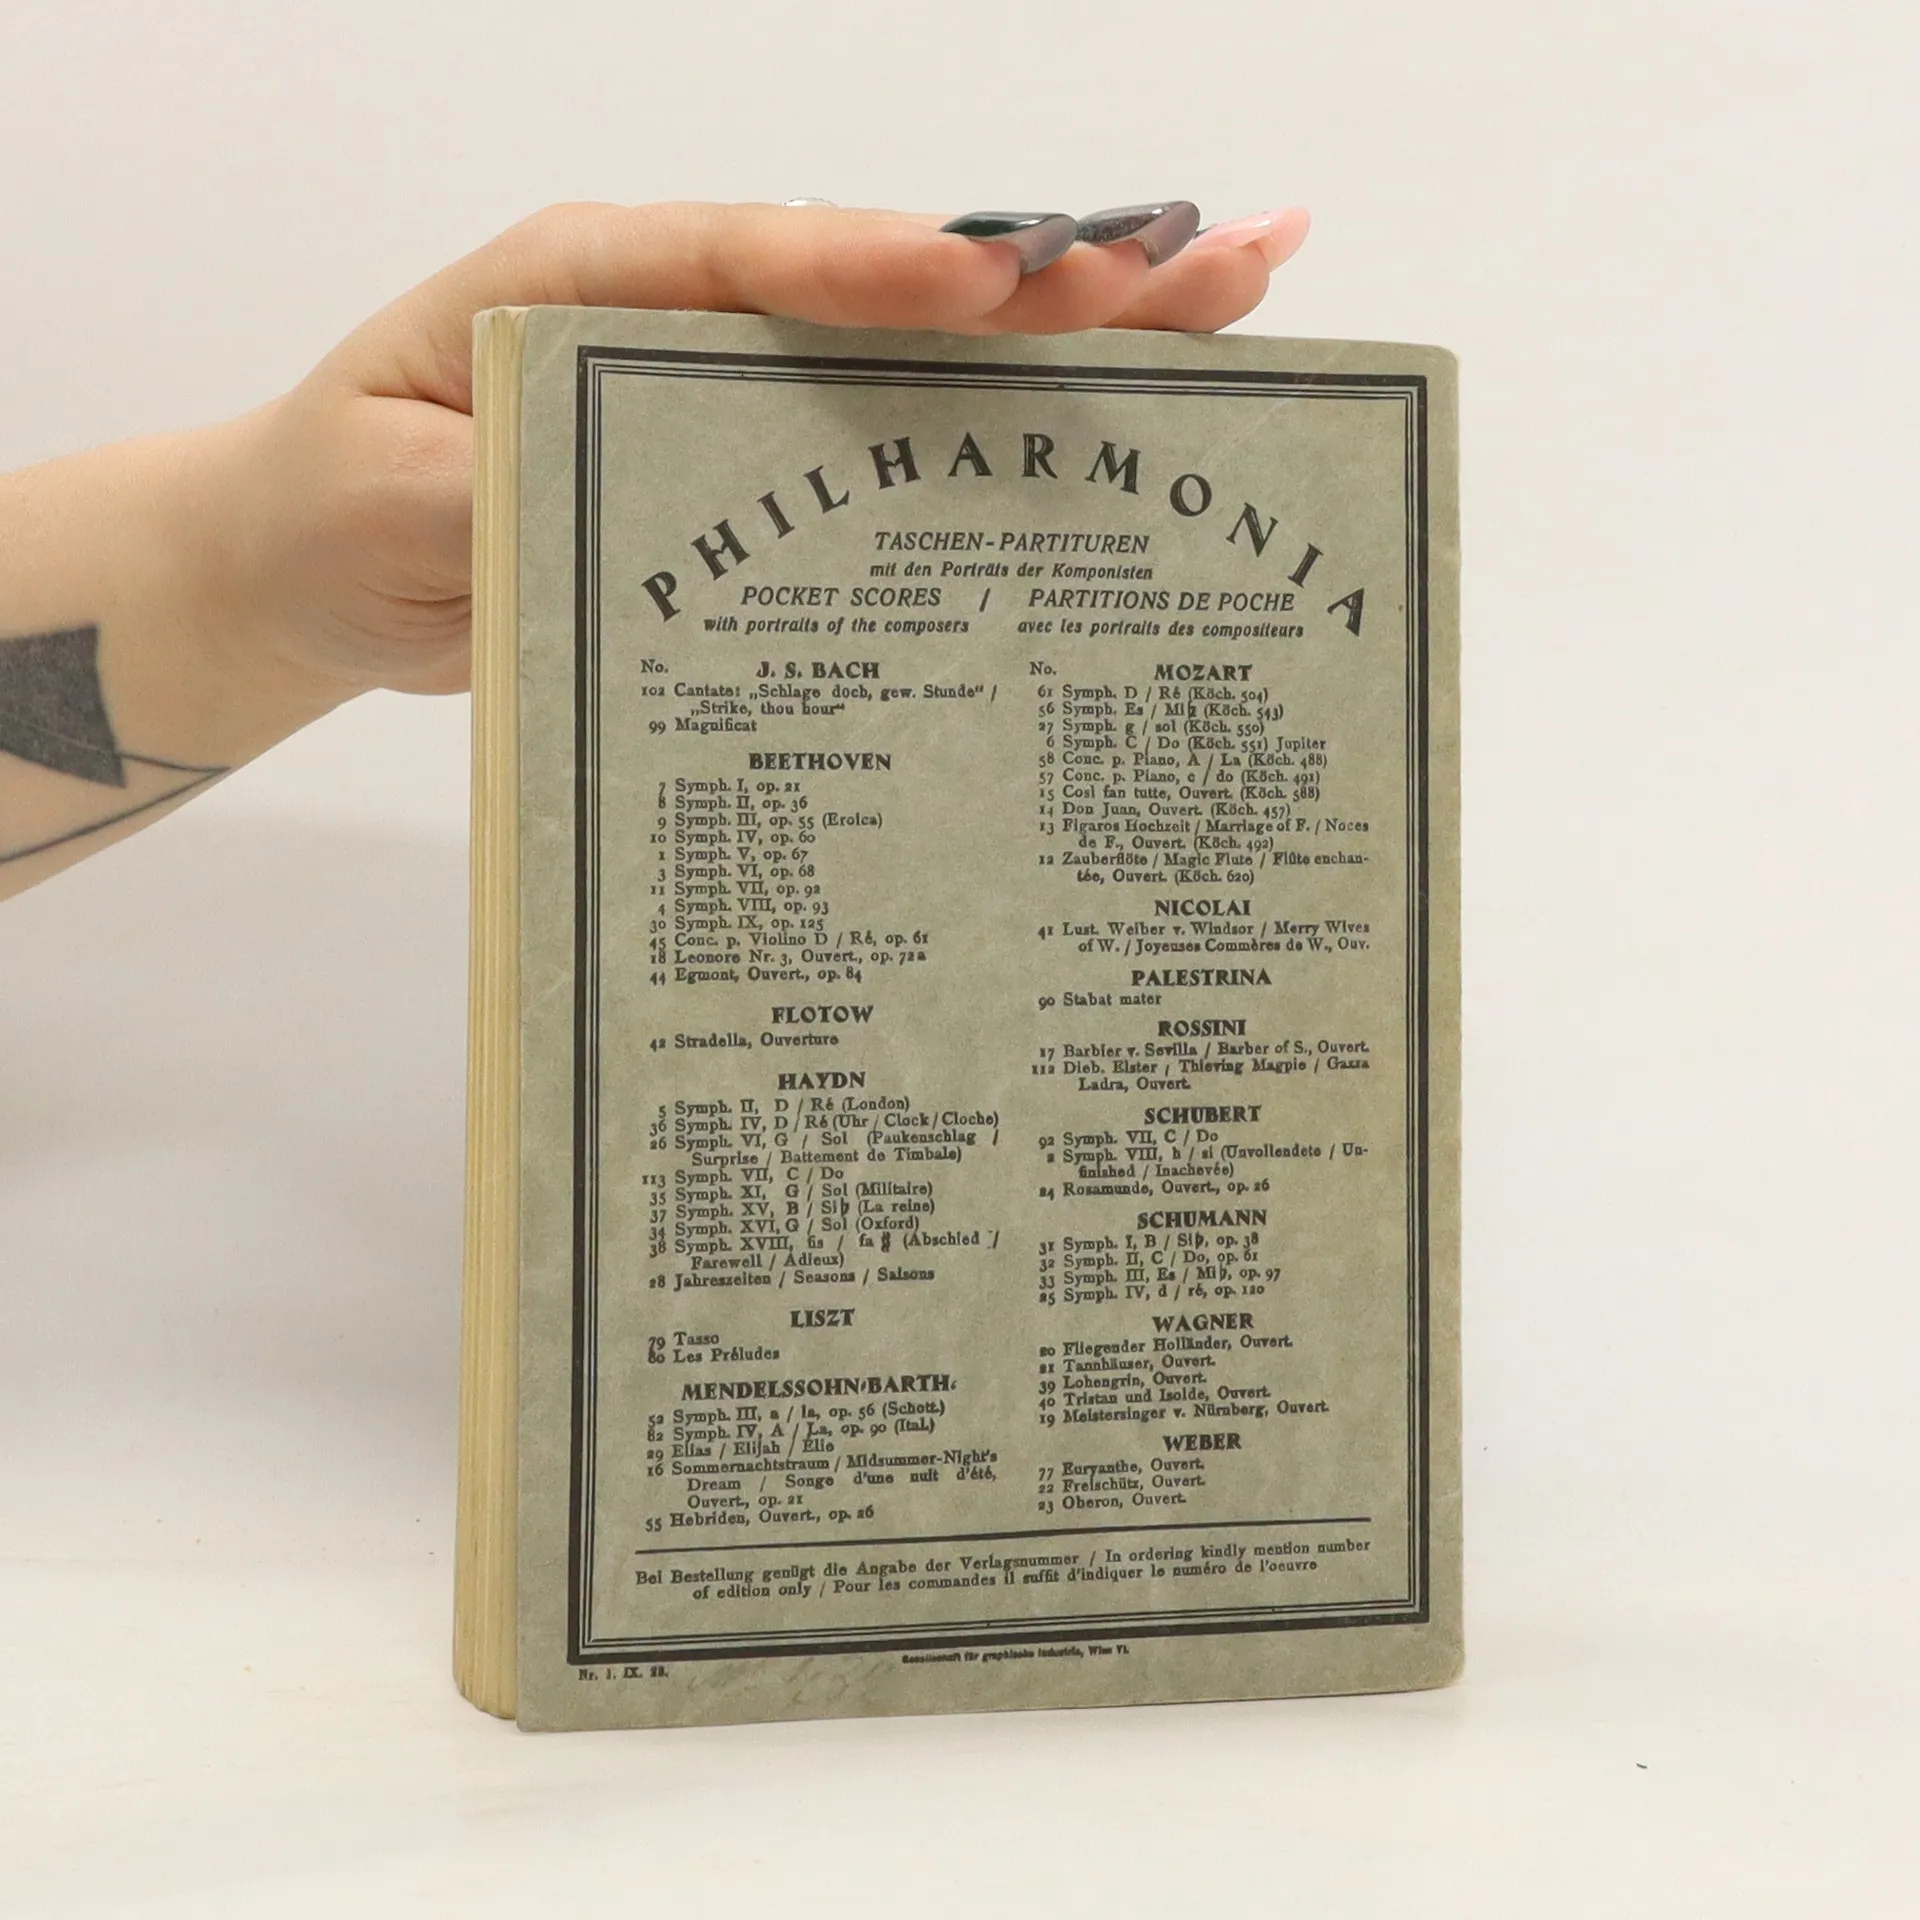 PHILHARMONIA
TASCHEN-PARTITUREN
mit den Porträts der Komponisten
POCKET SCORES / PARTITIONS DE POCHE
with portraits of the composers avec les portraits des compositeurs
No. J. S. BACH
102 Cantate: „Schlage doch, gew. Stunde“ /
„Strike, thou hour“
99 Magnificat
BEETHOVEN
7 Symph. I, op. 21
8 Symph. II, op. 36
9 Symph. III, op. 55 (Eroica)
10 Symph. IV, op. 60
1 Symph. V, op. 67
3 Symph. VI, op. 68
11 Symph. VII, op. 92
4 Symph. VIII, op. 93
30 Symph. IX, op. 125
45 Conc. p. Violino D / Ré, op. 61
18 Leonore Nr. 3, Ouvert., op. 72a
44 Egmont, Ouvert., op. 84
FLOTOW
42 Stradella, Ouverture
HAYDN
5 Symph. II, D / Ré (London)
36 Symph. IV, D / Ré (Uhr / Clock / Cloche)
26 Symph. VI, G / Sol (Paukenschlag /
Surprise / Battement de Timbale)
113 Symph. VII, C / Do
35 Symph. XI, G / Sol (Militaire)
37 Symph. XV, B / Si♭ (La reine)
34 Symph. XVI, G / Sol (Oxford)
38 Symph. XVIII, fis / fa ♯ (Abschied /
Farewell / Adieux)
28 Jahreszeiten / Seasons / Saisons
LISZT
79 Tasso
80 Les Préludes
MENDELSSOHN-BARTH.
52 Symph. III, a / la, op. 56 (Schott.)
82 Symph. IV, A / La, op. 90 (Ital.)
29 Elias / Elijah / Élie
16 Sommernachtstraum / Midsummer-Night's
Dream / Songe d'une nuit d'été,
Ouvert., op. 21
55 Hebriden, Ouvert., op. 26
No. MOZART
61 Symph. D / Ré (Köch. 504)
56 Symph. Es / Mi♭ (Köch. 543)
27 Symph. g / sol (Köch. 550)
6 Symph. C / Do (Köch. 551) Jupiter
58 Conc. p. Piano, A / La (Köch. 488)
57 Conc. p. Piano, c / do (Köch. 491)
15 Cosi fan tutte, Ouvert. (Köch. 588)
14 Don Juan, Ouvert. (Köch. 457)
13 Figaros Hochzeit / Marriage of F. / Noces
de F., Ouvert. (Köch. 492)
12 Zauberflöte / Magic Flute / Flûte enchan-
tée, Ouvert. (Köch. 620)
NICOLAI
41 Lust. Weiber v. Windsor / Merry Wives
of W. / Joyeuses Commères de W., Ouv.
PALESTRINA
90 Stabat mater
ROSSINI
17 Barbier v. Sevilla / Barber of S., Ouvert.
112 Dieb. Elster / Thieving Magpie / Gazza
Ladra, Ouvert.
SCHUBERT
92 Symph. VII, C / Do
2 Symph. VIII, h / si (Unvollendete / Un-
finished / Inachevée)
24 Rosamunde, Ouvert., op. 26
SCHUMANN
31 Symph. I, B / Si♭, op. 38
32 Symph. II, C / Do, op. 61
33 Symph. III, Es / Mi♭, op. 97
25 Symph. IV, d / ré, op. 120
WAGNER
20 Fliegender Holländer, Ouvert.
21 Tannhäuser, Ouvert.
39 Lohengrin, Ouvert.
40 Tristan und Isolde, Ouvert.
19 Meistersinger v. Nürnberg, Ouvert.
WEBER
77 Euryanthe, Ouvert.
22 Freischütz, Ouvert.
23 Oberon, Ouvert.
Bei Bestellung genügt die Angabe der Verlagsnummer / In ordering kindly mention number
of edition only / Pour les commandes il suffit d'indiquer le numéro de l'oeuvre
Nr. 1. IX. 28.
Gesellschaft für graphische Industrie, Wien VI.